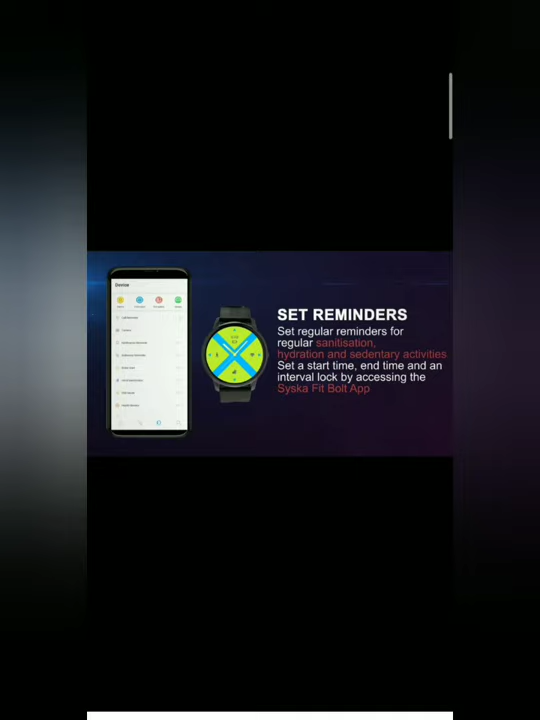 Device
SET REMINDERS
Set regular reminders for
regular sanitisation,
hydration and sedentary activities
Set a start time, end time and an
interval lock by accessing the
Syska Fit Bolt App